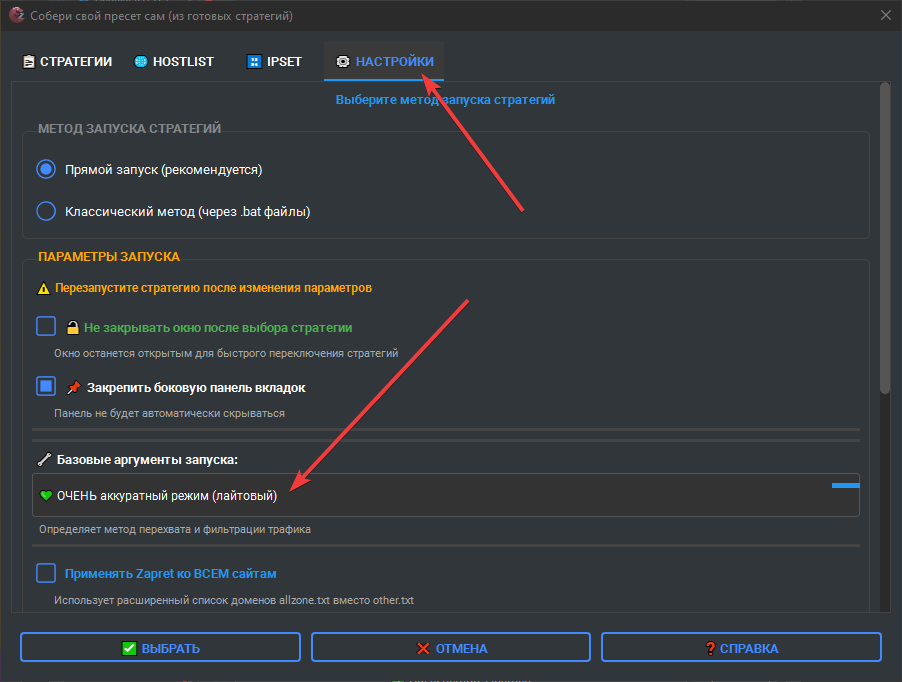 Собери свой пресет сам (из готовых стратегий)
СТРАТЕГИИ HOSTLIST IPSET НАСТРОЙКИ
Выберите метод запуска стратегий
МЕТОД ЗАПУСКА СТРАТЕГИЙ
Прямой запуск (рекомендуется)
Классический метод (через .bat файлы)
ПАРАМЕТРЫ ЗАПУСКА
Перезапустите стратегию после изменения параметров
Не закрывать окно после выбора стратегии
Окно останется открытым для быстрого переключения стратегий
Закрепить боковую панель вкладок
Панель не будет автоматически скрываться
Базовые аргументы запуска:
ОЧЕНЬ аккуратный режим (лайтовый)
Определяет метод перехвата и фильтрации трафика
Применять Zapret ко ВСЕМ сайтам
Использует расширенный список доменов allzone.txt вместо other.txt
ВЫБРАТЬ ОТМЕНА СПРАВКА